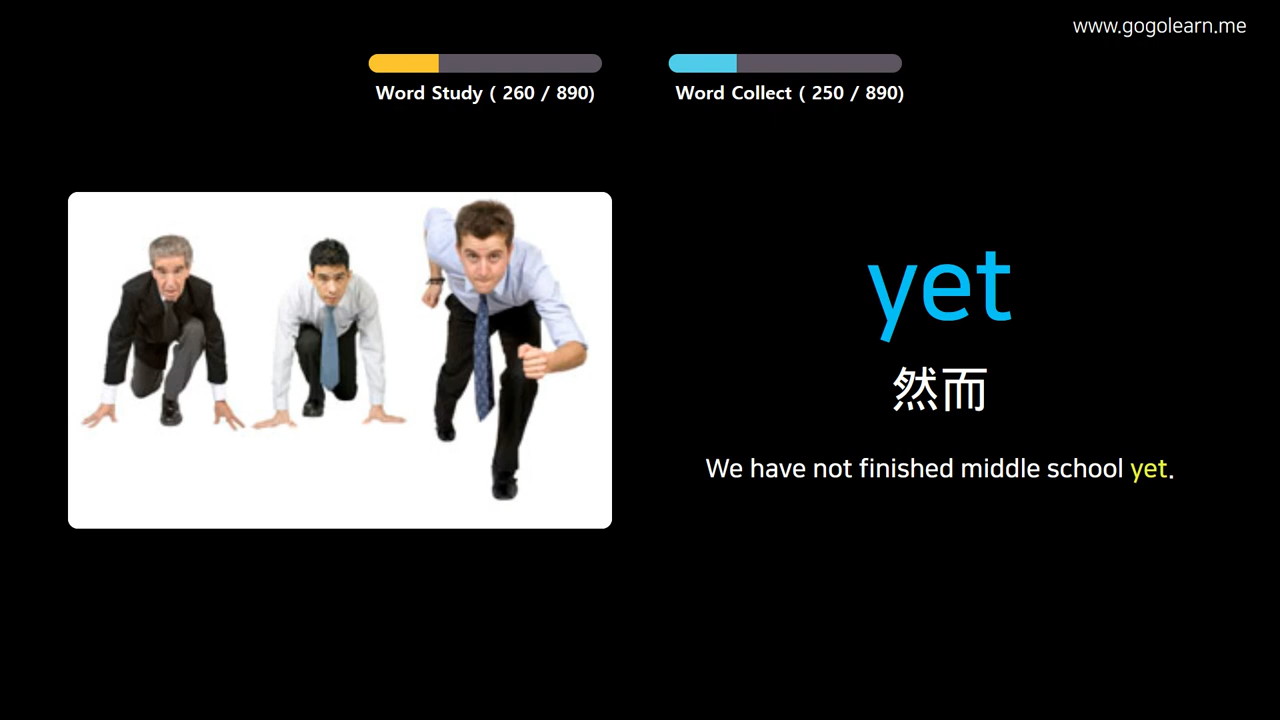 www.gogolearn.me
Word Study ( 260 / 890)
Word Collect ( 250 / 890)
yet
然而
We have not finished middle school yet.